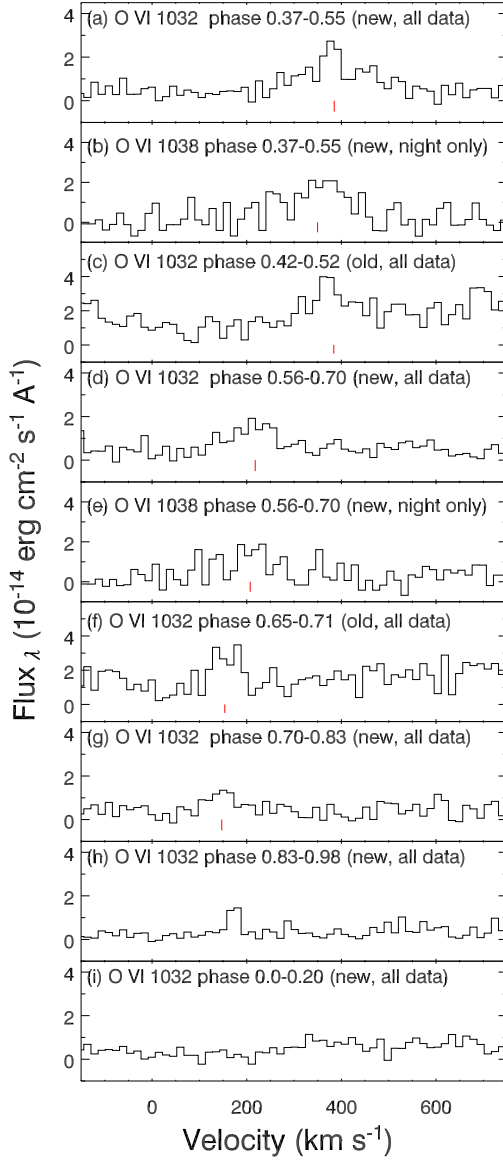 (a) O VI 1032 phase 0.37-0.55 (new, all data)
4
2
0
(b) O VI 1038 phase 0.37-0.55 (new, night only)
4
2
0
(c) O VI 1032 phase 0.42-0.52 (old, all data)
4
2
0
(d) O VI 1032 phase 0.56-0.70 (new, all data)
4
2
0
(e) O VI 1038 phase 0.56-0.70 (new, night only)
4
2
0
(f) O VI 1032 phase 0.65-0.71 (old, all data)
4
2
0
(g) O VI 1032 phase 0.70-0.83 (new, all data)
4
2
0
(h) O VI 1032 phase 0.83-0.98 (new, all data)
4
2
0
(i) O VI 1032 phase 0.0-0.20 (new, all data)
4
2
0
Flux λ (10⁻¹⁴ erg cm⁻² s⁻¹ A⁻¹)
0 200 400 600
Velocity (km s⁻¹)